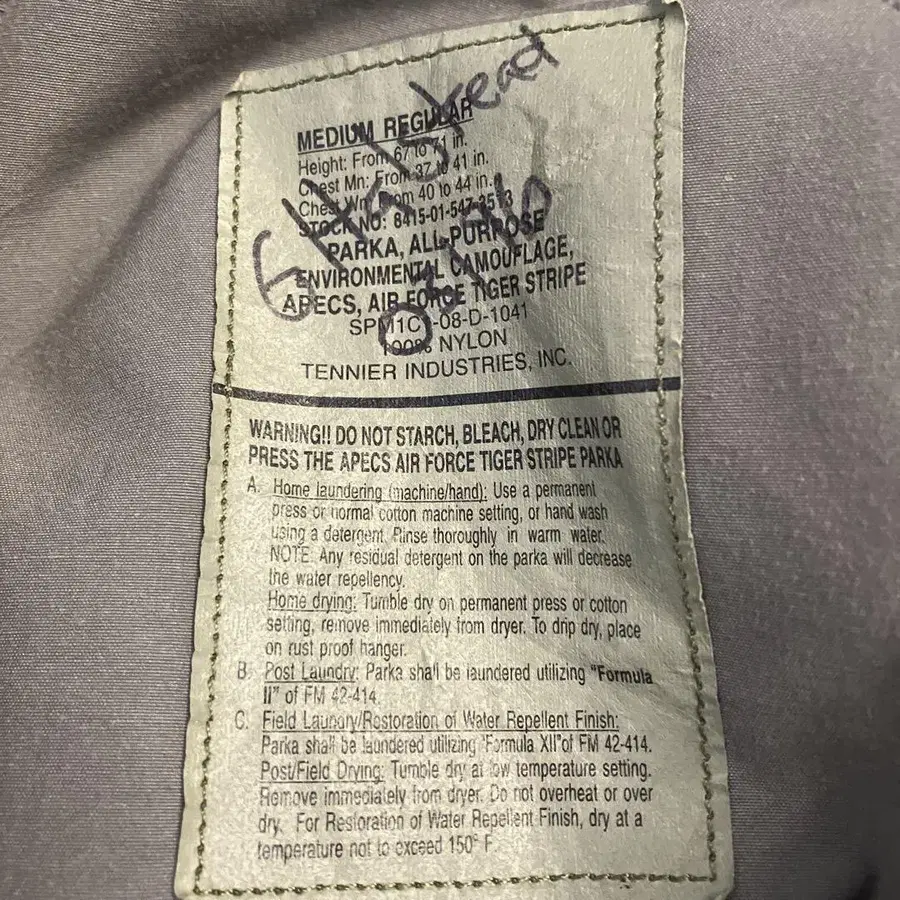 MEDIUM REGULAR
Height: From 67 to 71 in.
Chest Mn: From 37 to 41 in.
Chest Wn: From 40 to 44 in.
STOCK NO: 8415-01-547-3513
PARKA, ALL-PURPOSE
ENVIRONMENTAL CAMOUFLAGE,
APECS, AIR FORCE TIGER STRIPE
SPM1C1-08-D-1041
100% NYLON
TENNIER INDUSTRIES, INC.
WARNING!! DO NOT STARCH, BLEACH, DRY CLEAN OR
PRESS THE APECS AIR FORCE TIGER STRIPE PARKA
A. Home laundering (machine/hand): Use a permanent
press or normal cotton machine setting, or hand wash
using a detergent. Rinse thoroughly in warm water.
NOTE: Any residual detergent on the parka will decrease
the water repellency.
Home drying: Tumble dry on permanent press or cotton
setting, remove immediately from dryer. To drip dry, place
on rust proof hanger.
B. Post Laundry: Parka shall be laundered utilizing "Formula
II" of FM 42-414.
C. Field Laundry/Restoration of Water Repellent Finish:
Parka shall be laundered utilizing "Formula XII" of FM 42-414.
Post/Field Drying: Tumble dry at low temperature setting.
Remove immediately from dryer. Do not overheat or over
dry. For Restoration of Water Repellent Finish, dry at a
temperature not to exceed 150° F.